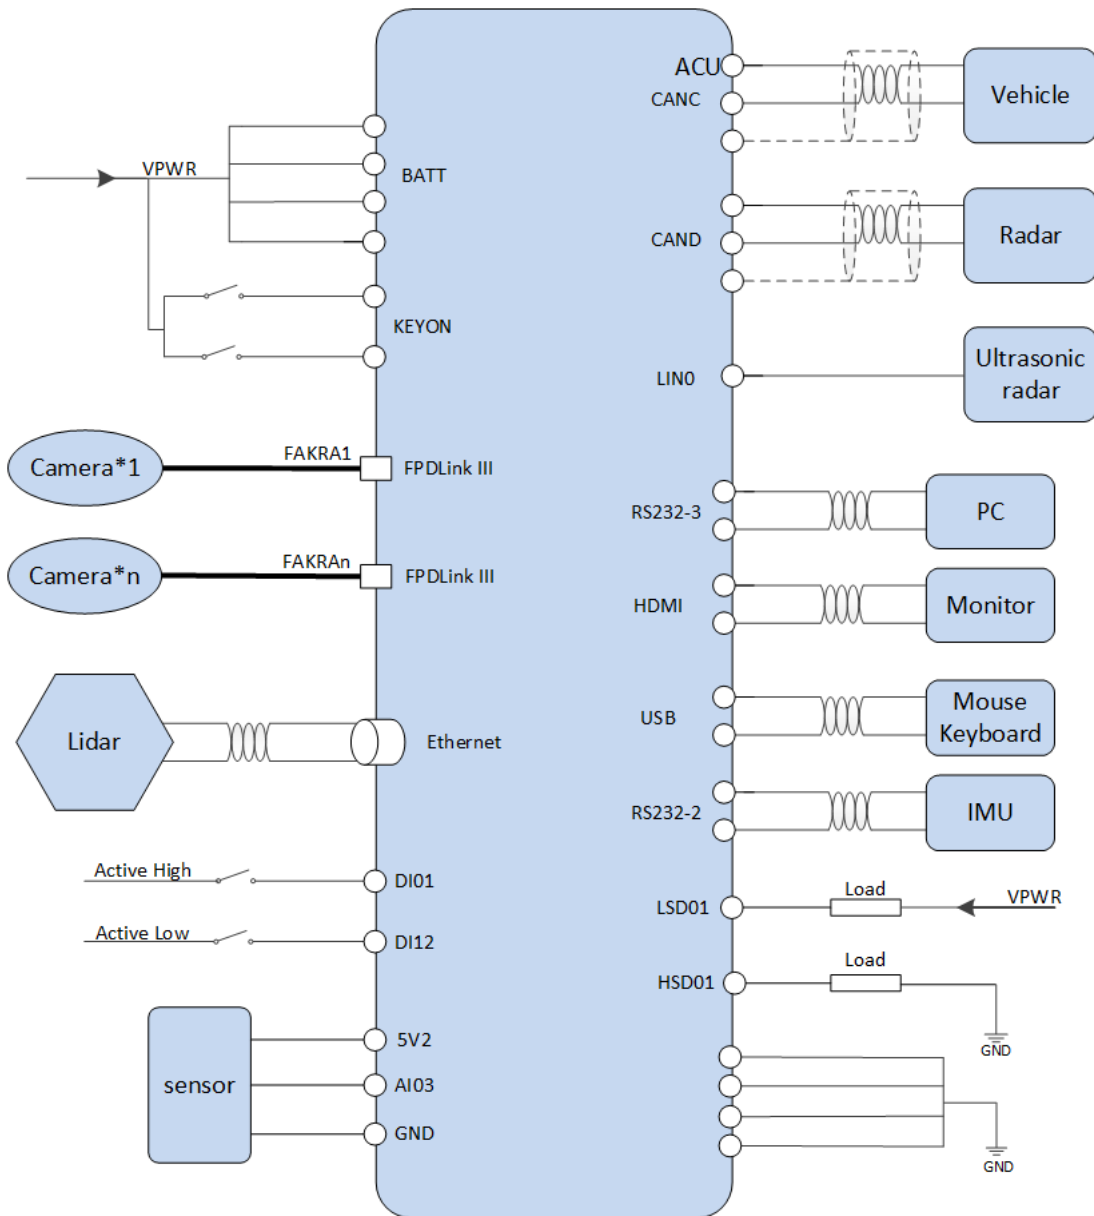 ACU
CANC
Vehicle
VPWR
BATT
CAND
Radar
KEYON
LIN0
Ultrasonic
radar
Camera*1
FAKRA1
FPDLink III
RS232-3
PC
Camera*n
FAKRAn
FPDLink III
HDMI
Monitor
Lidar
Ethernet
USB
Mouse
Keyboard
RS232-2
IMU
Active High
DI01
LSD01
Load
VPWR
Active Low
DI12
HSD01
Load
GND
sensor
5V2
AI03
GND
GND